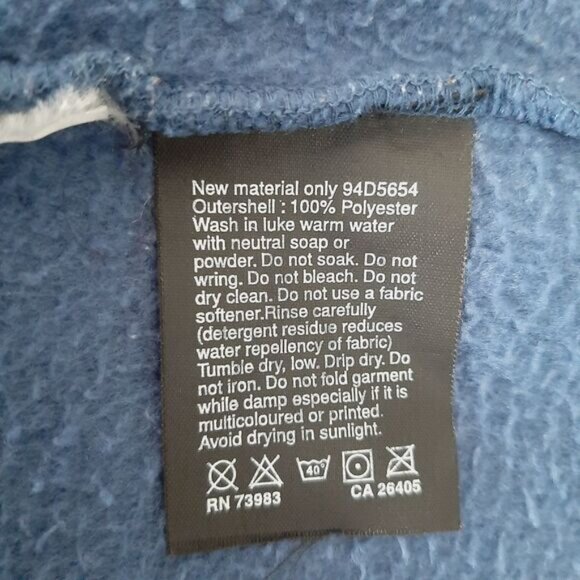 New material only 94D5654
Outershell : 100% Polyester
Wash in luke warm water
with neutral soap or
powder. Do not soak. Do not
wring. Do not bleach. Do not
dry clean. Do not use a fabric
softener.Rinse carefully
(detergent residue reduces
water repellency of fabric)
Tumble dry, low. Drip dry. Do
not iron. Do not fold garment
while damp especially if it is
multicoloured or printed.
Avoid drying in sunlight.
40°
RN 73983 CA 26405